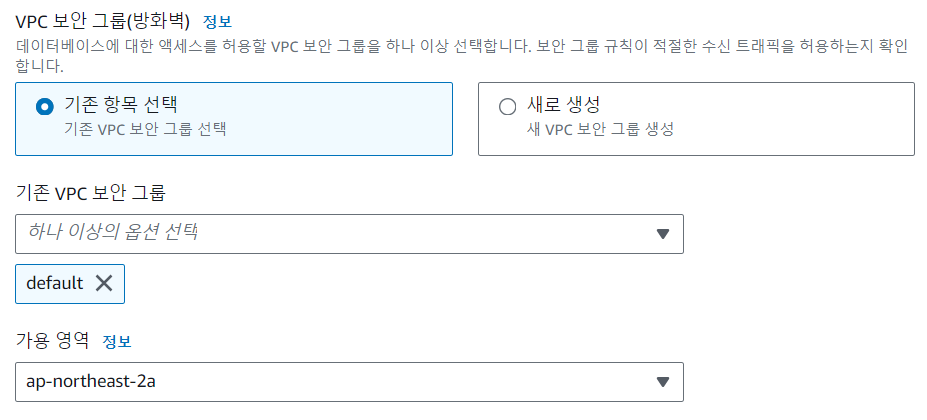 VPC 보안 그룹(방화벽) 정보
데이터베이스에 대한 액세스를 허용할 VPC 보안 그룹을 하나 이상 선택합니다. 보안 그룹 규칙이 적절한 수신 트래픽을 허용하는지 확인
합니다.
기존 항목 선택
기존 VPC 보안 그룹 선택
새로 생성
새 VPC 보안 그룹 생성
기존 VPC 보안 그룹
하나 이상의 옵션 선택
default
가용 영역 정보
ap-northeast-2a